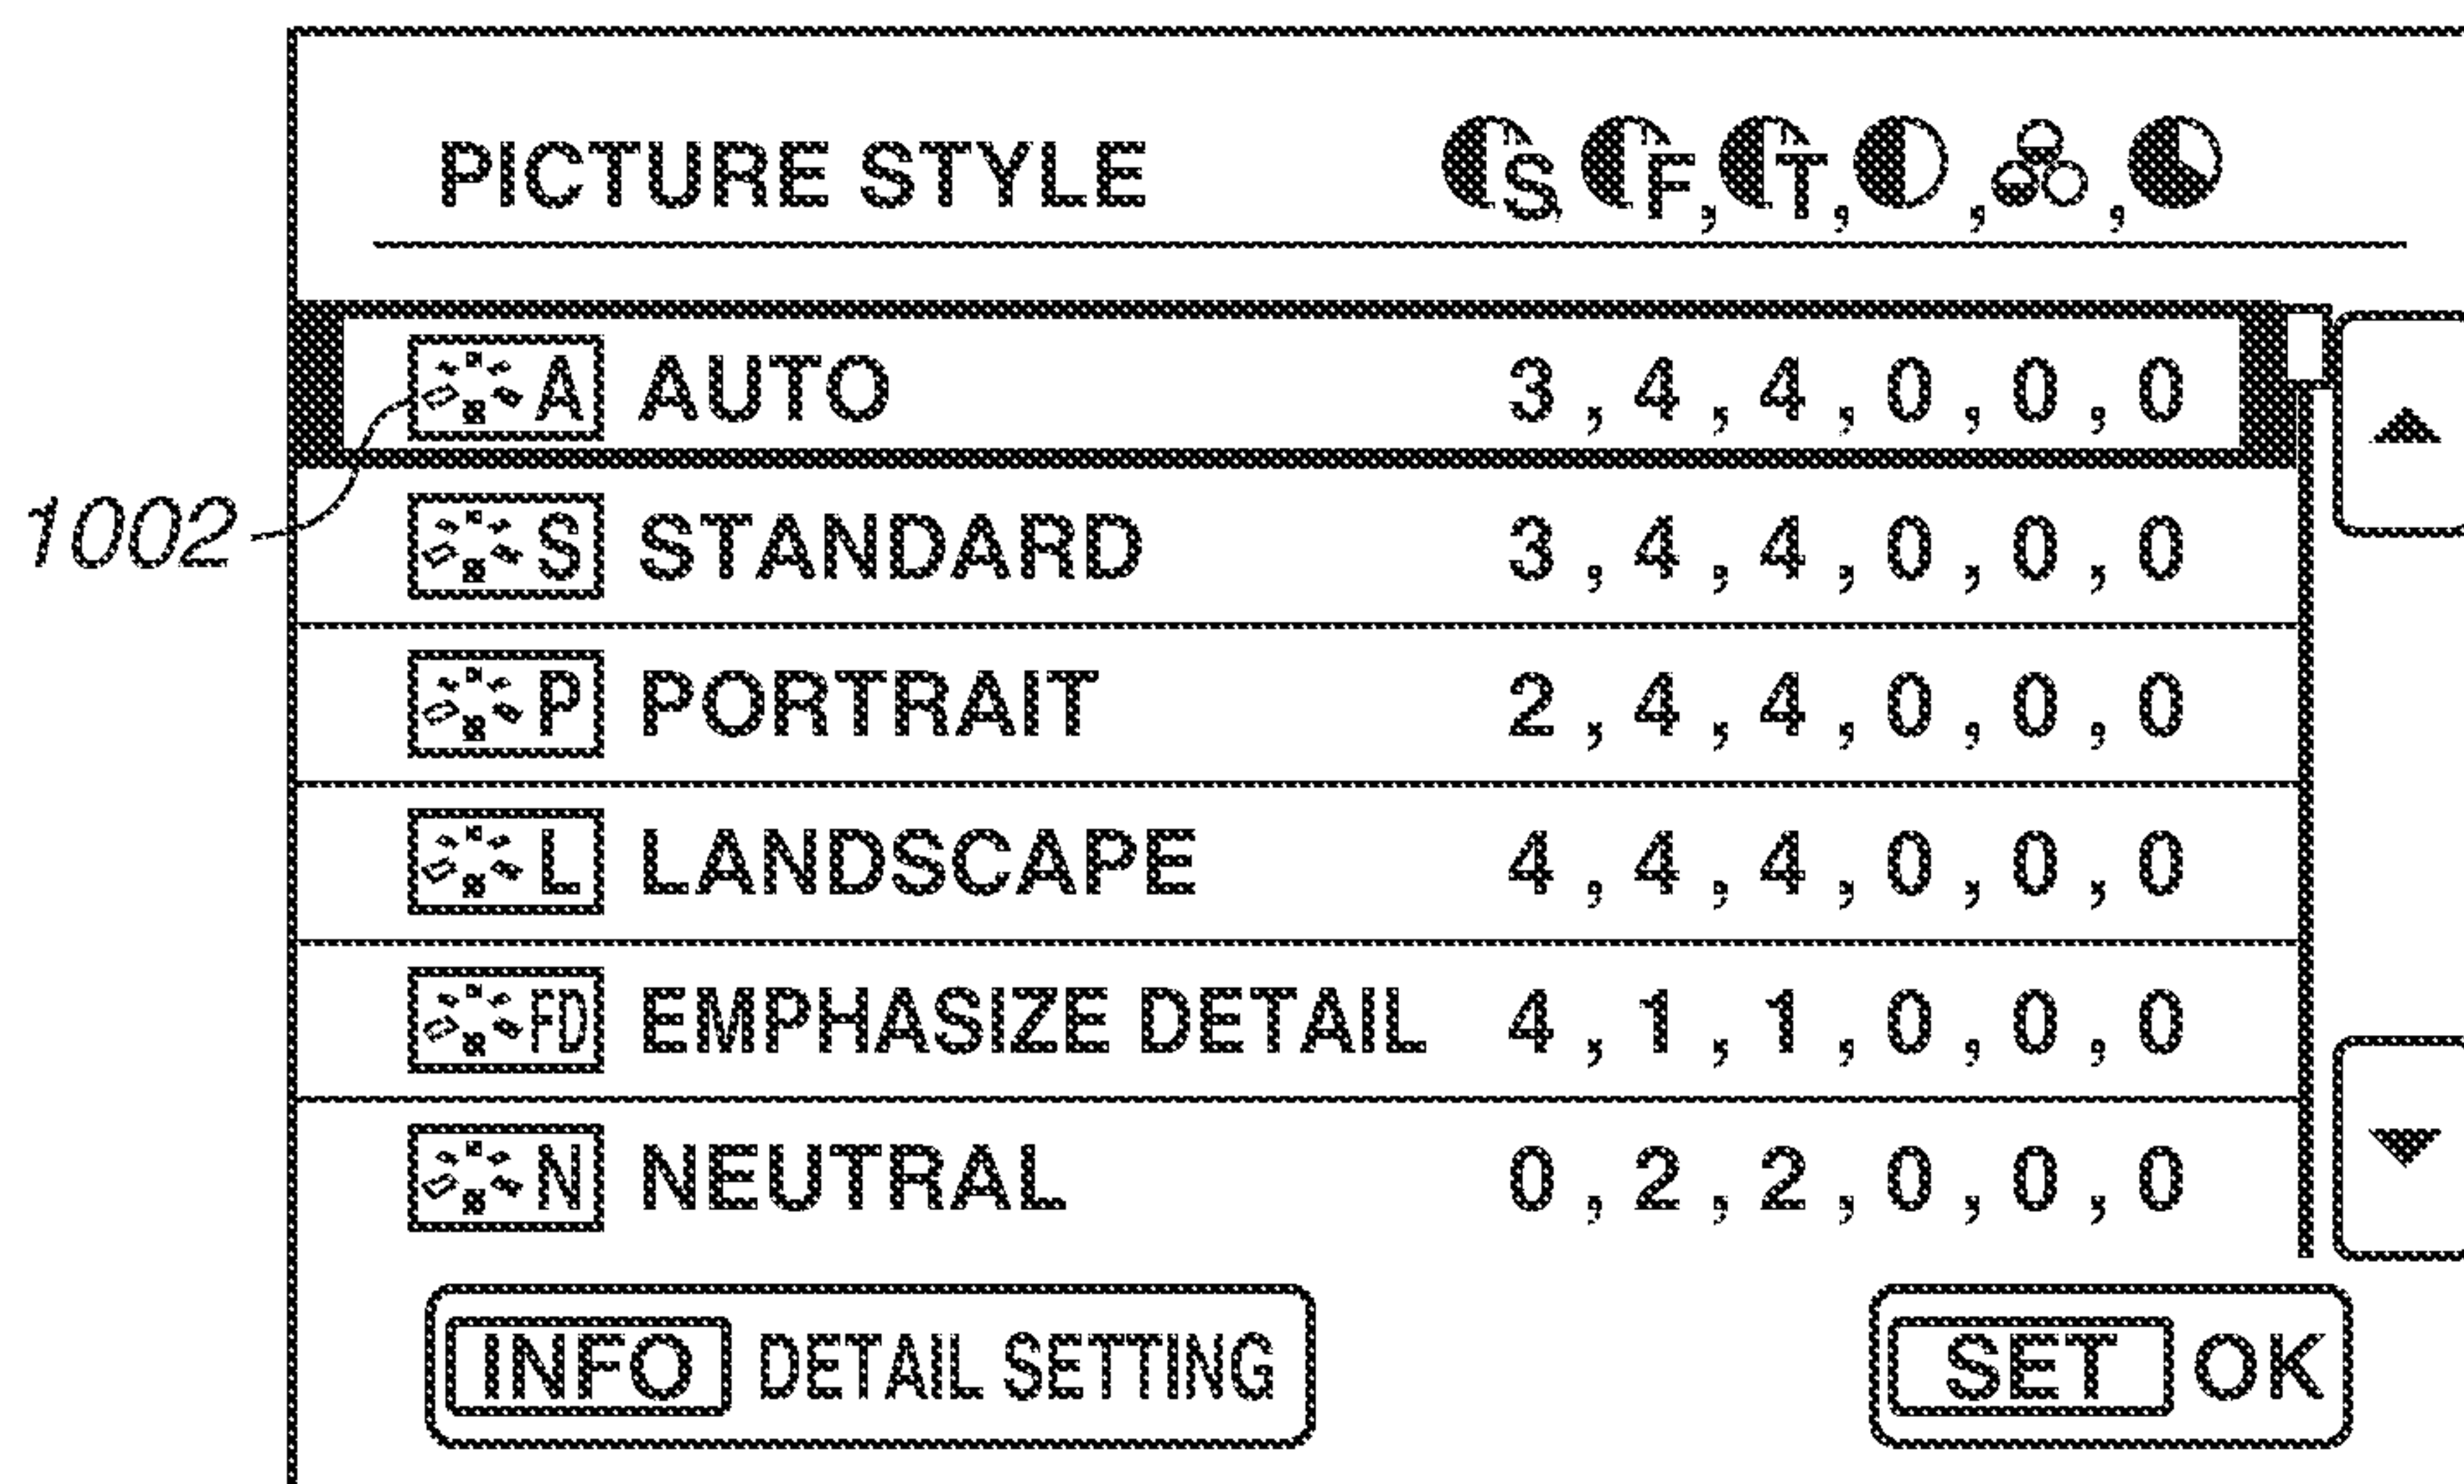 PICTURE STYLE S, F, T, , ,
A AUTO 3, 4, 4, 0, 0, 0
1002
S STANDARD 3, 4, 4, 0, 0, 0
P PORTRAIT 2, 4, 4, 0, 0, 0
L LANDSCAPE 4, 4, 4, 0, 0, 0
FD EMPHASIZE DETAIL 4, 1, 1, 0, 0, 0
N NEUTRAL 0, 2, 2, 0, 0, 0
INFO DETAIL SETTING SET OK